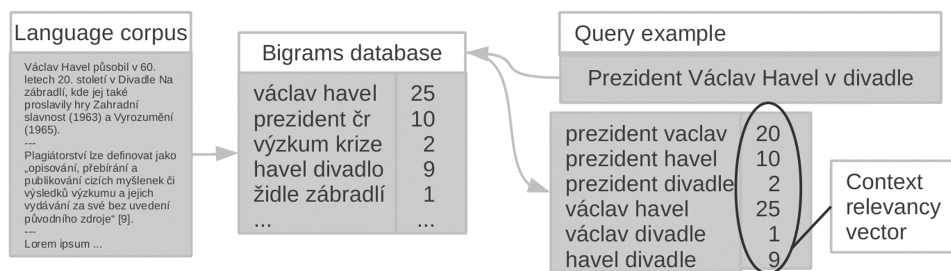 Language corpus
Václav Havel působil v 60.
letech 20. století v Divadle Na
zábradlí, kde jej také
proslavily hry Zahradní
slavnost (1963) a Vyrozumění
(1965).
---
Plagiátorství lze definovat jako
„opisování, přebírání a
publikování cizích myšlenek či
výsledků výzkumu a jejich
vydávání za své bez uvedení
původního zdroje“ [9].
---
Lorem ipsum ...
Bigrams database
václav havel 25
prezident čr 10
výzkum krize 2
havel divadlo 9
židle zábradlí 1
... ...
Query example
Prezident Václav Havel v divadle
prezident vaclav 20
prezident havel 10
prezident divadle 2
václav havel 25
václav divadle 1
havel divadle 9
Context
relevancy
vector